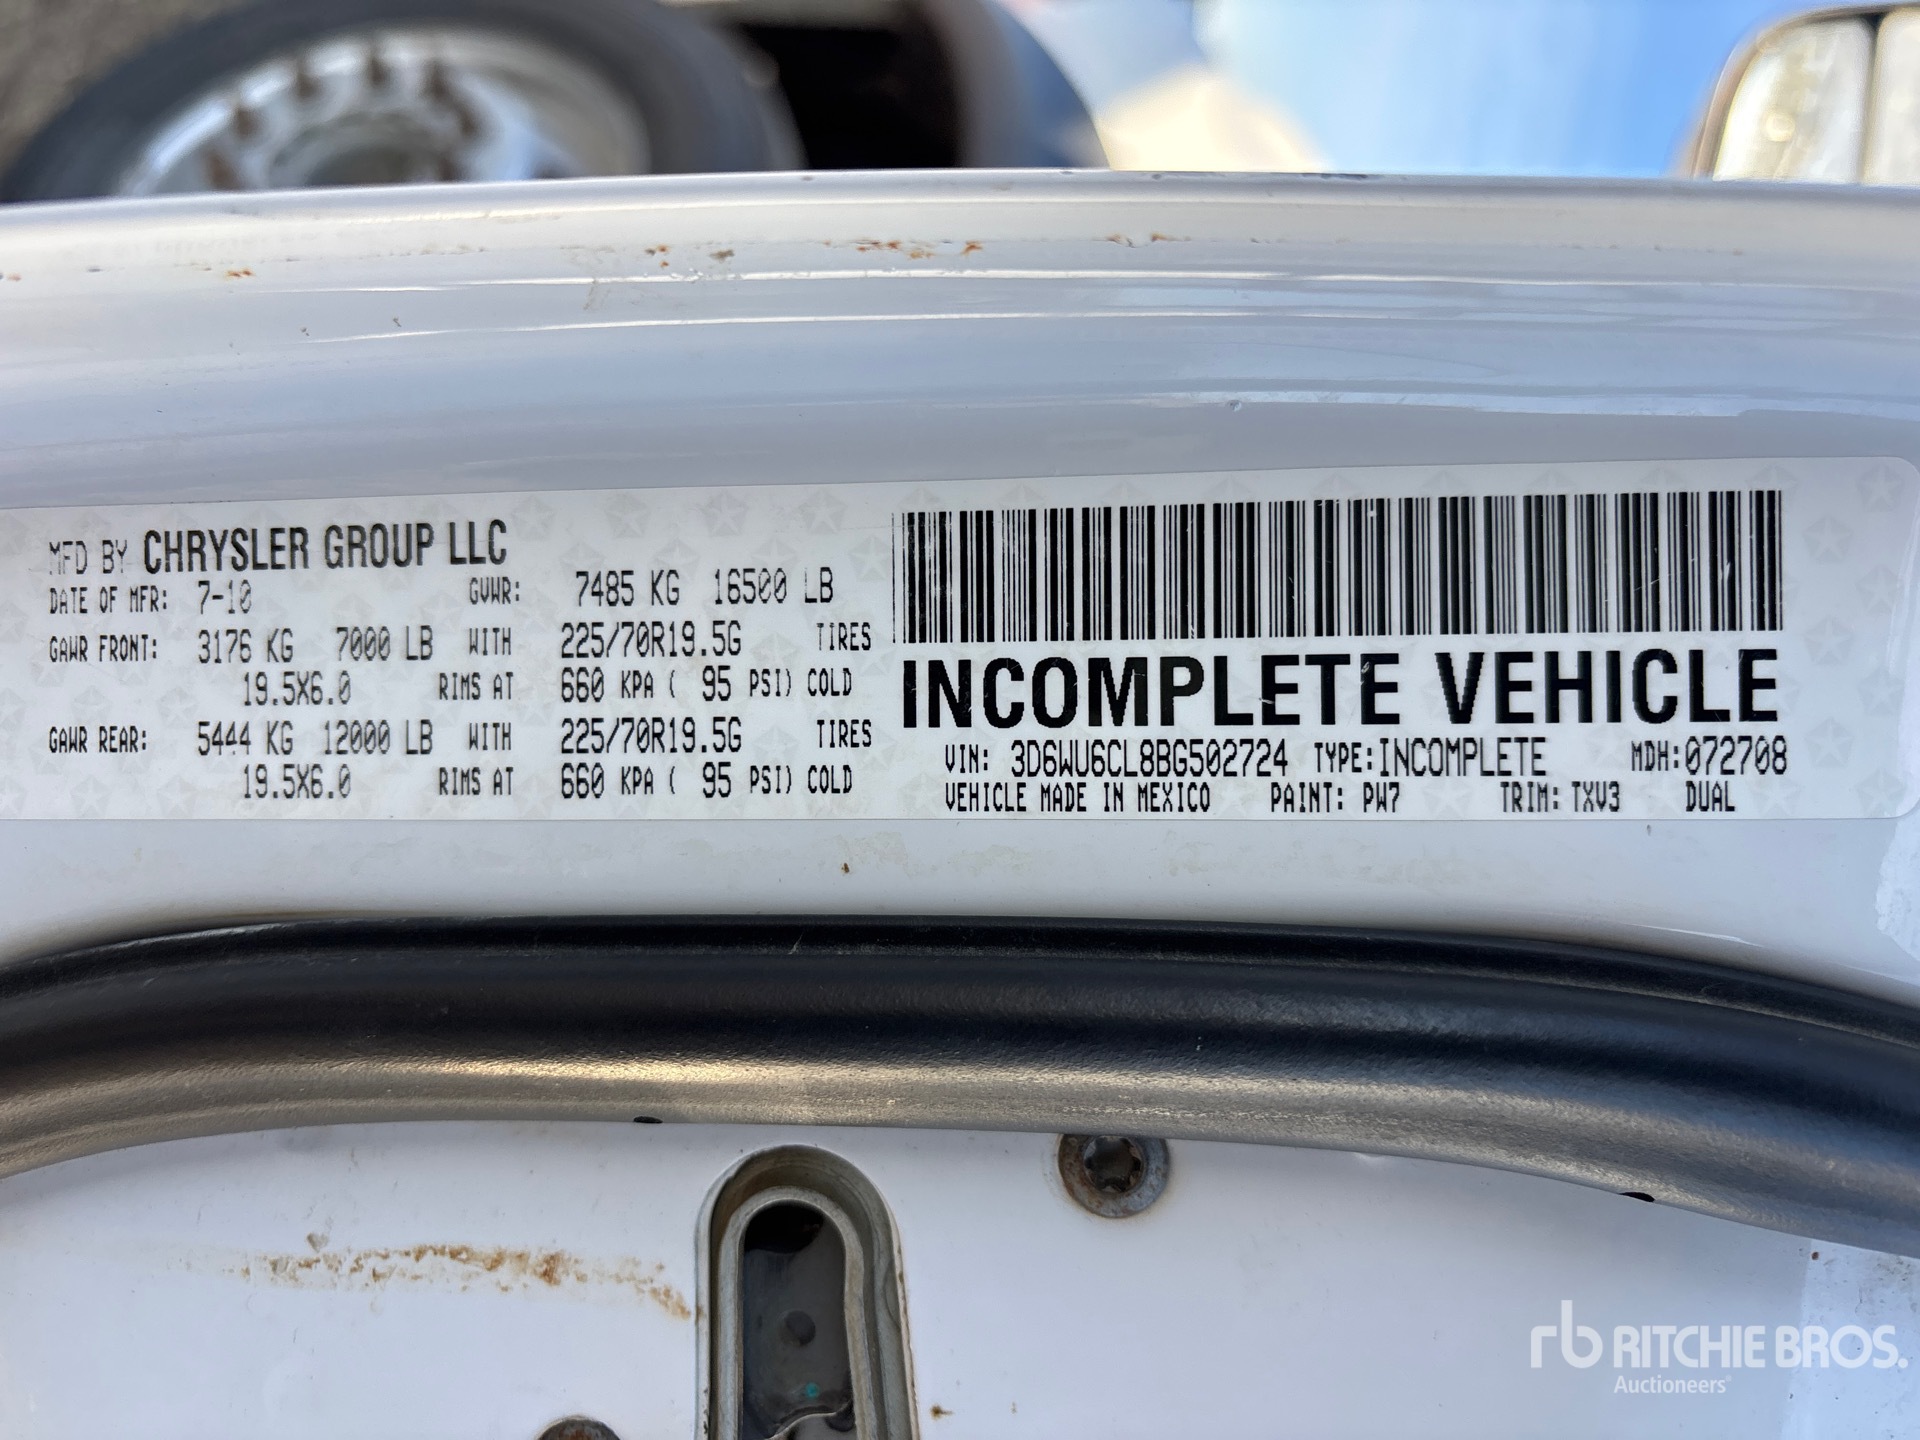 MFD BY CHRYSLER GROUP LLC
DATE OF MFR: 7-10 GVWR: 7485 KG 16500 LB
GAWR FRONT: 3176 KG 7000 LB WITH 225/70R19.5G TIRES
19.5X6.0 RIMS AT 660 KPA ( 95 PSI) COLD
GAWR REAR: 5444 KG 12000 LB WITH 225/70R19.5G TIRES
19.5X6.0 RIMS AT 660 KPA ( 95 PSI) COLD
INCOMPLETE VEHICLE
VIN: 3D6WU6CL8BG502724 TYPE:INCOMPLETE MDH:072708
VEHICLE MADE IN MEXICO PAINT: PW7 TRIM: TXV3 DUAL
rb RITCHIE BROS.
Auctioneers